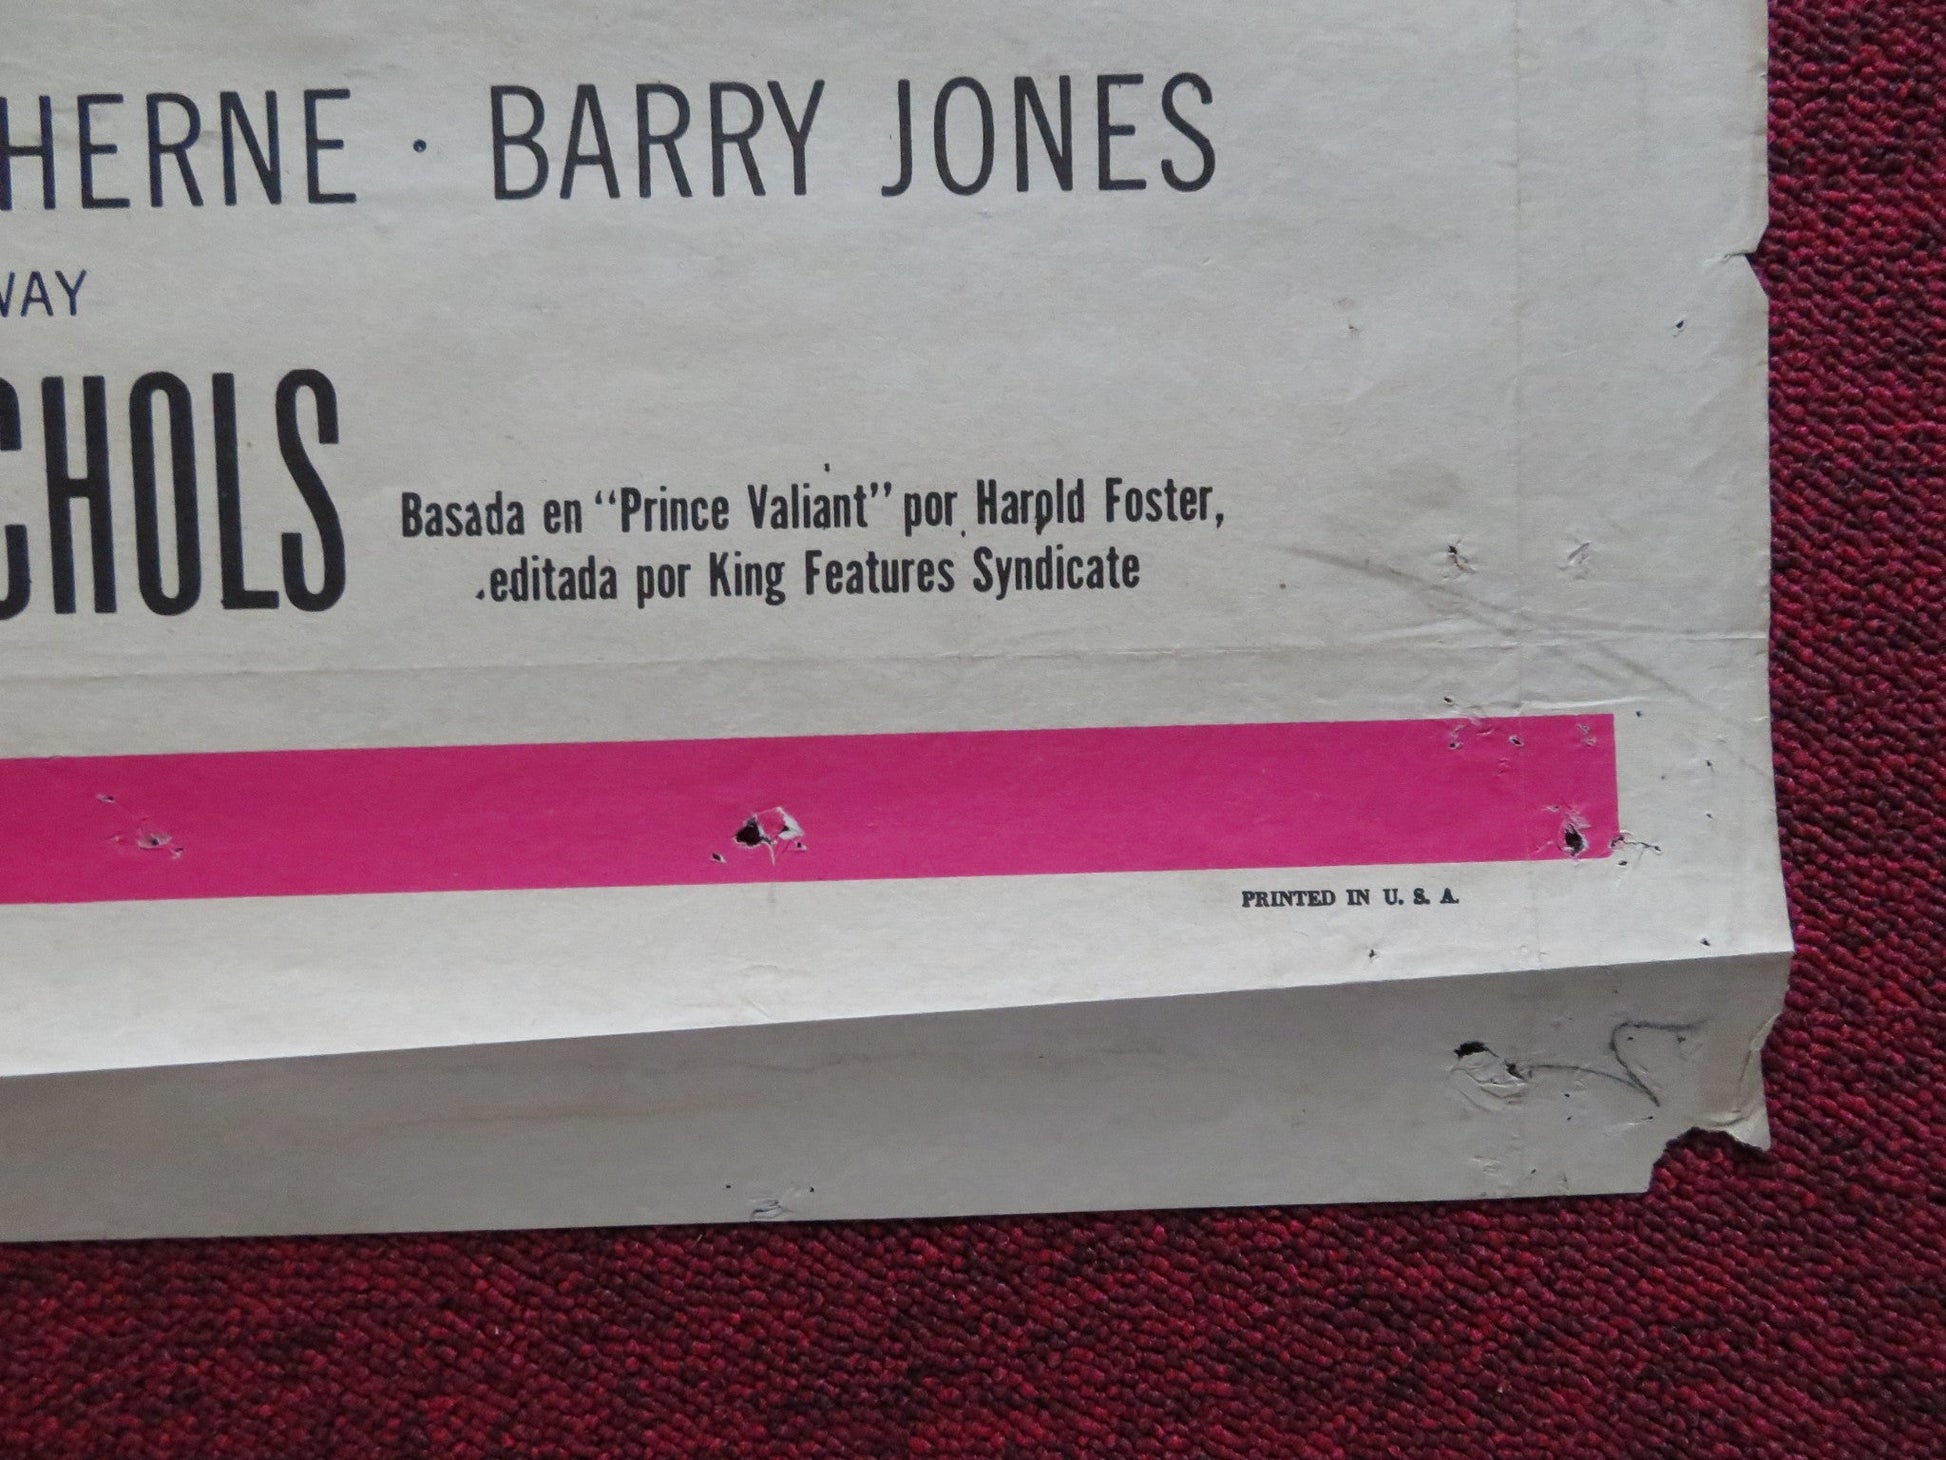 HERNE · BARRY JONES
WAY
CHOLS
Basada en “Prince Valiant” por Harold Foster,
editada por King Features Syndicate
PRINTED IN U. S. A.